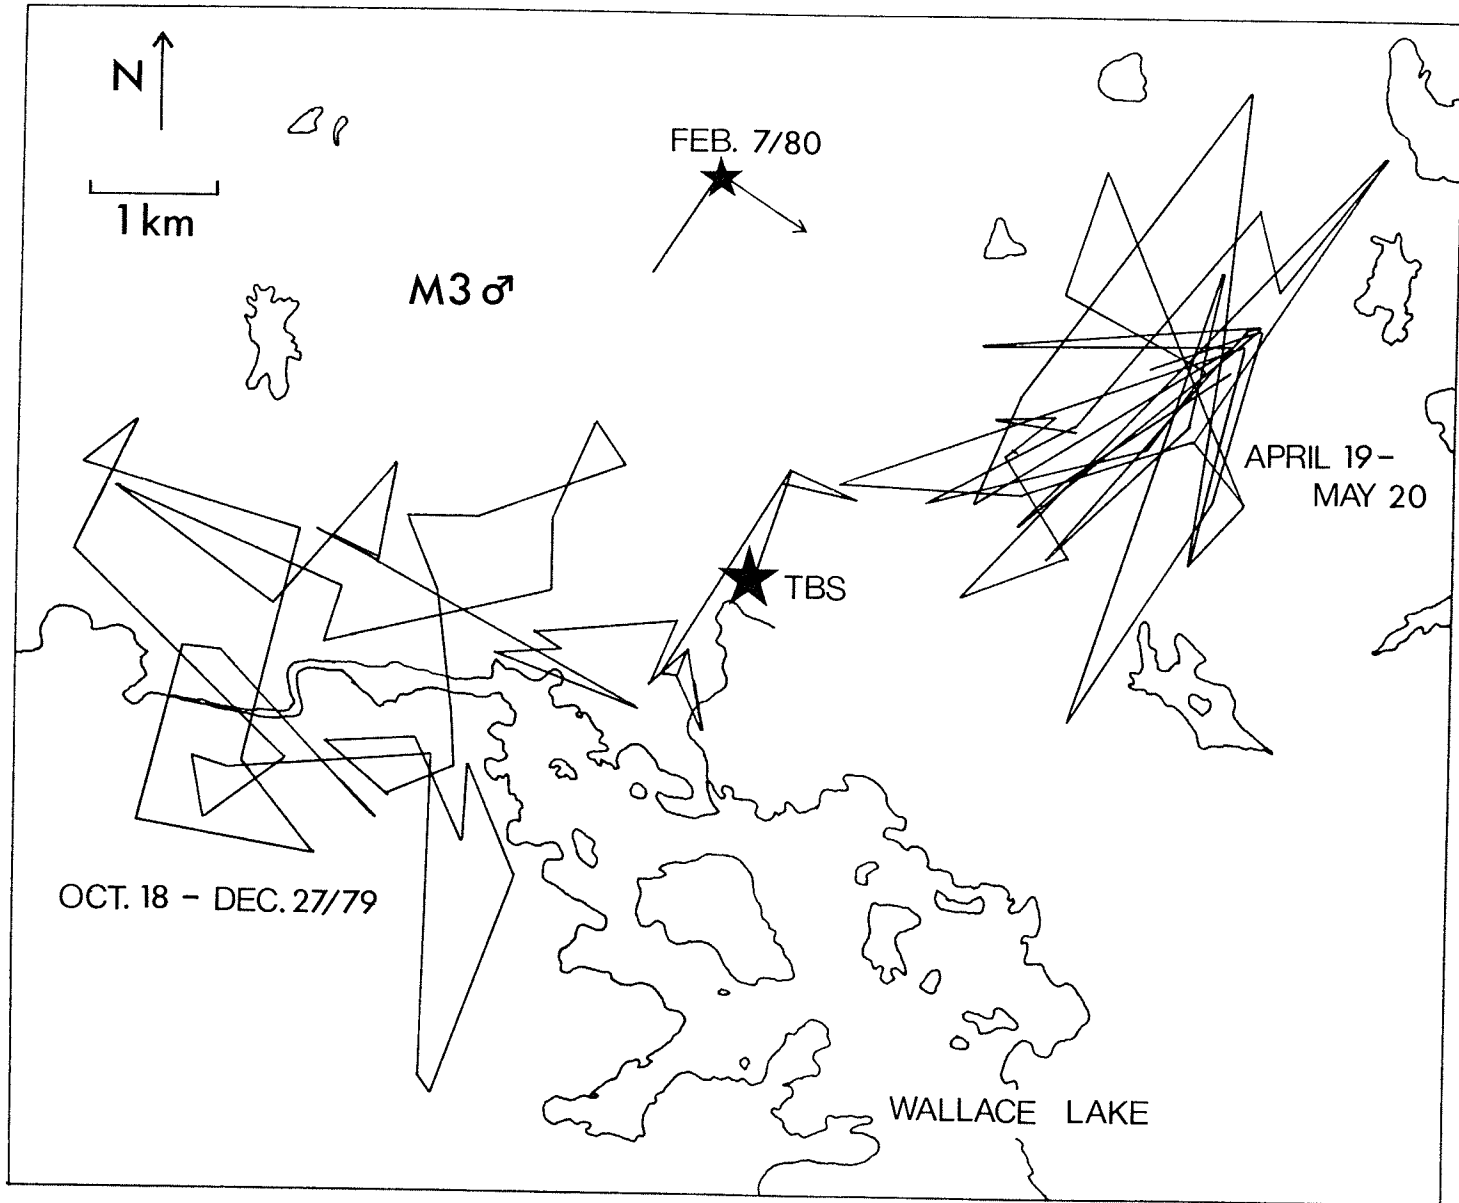 N
1 km
FEB. 7/80
M3 ♂
APRIL 19 –
MAY 20
TBS
OCT. 18 – DEC. 27/79
WALLACE LAKE